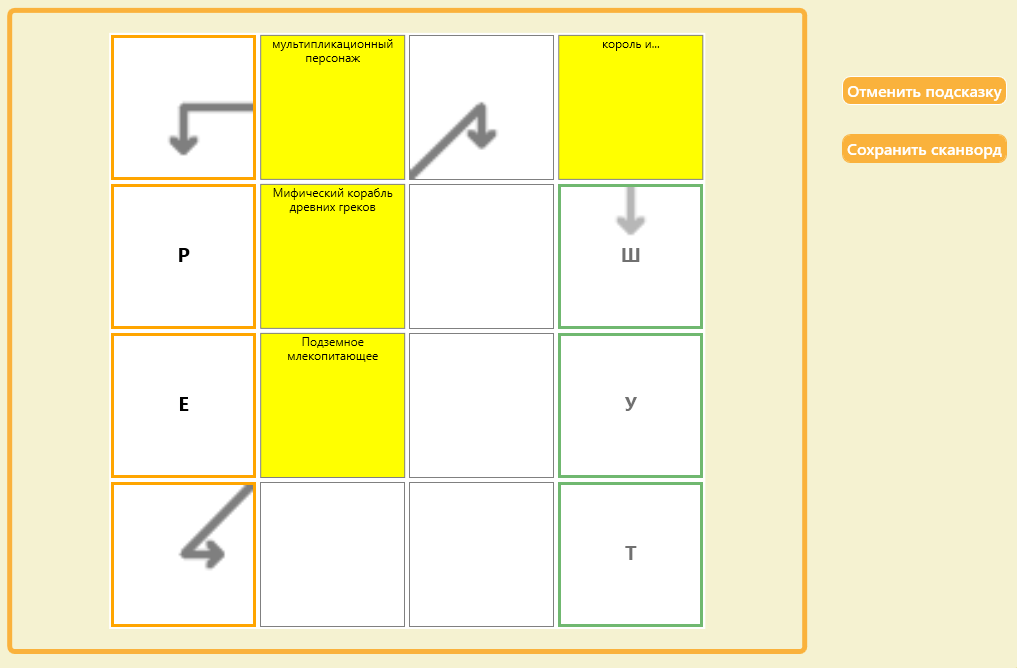 мультипликационный
персонаж
король и...
Отменить подсказку
Сохранить сканворд
Р
Мифический корабль
древних греков
Ш
Е
Подземное
млекопитающее
У
Т